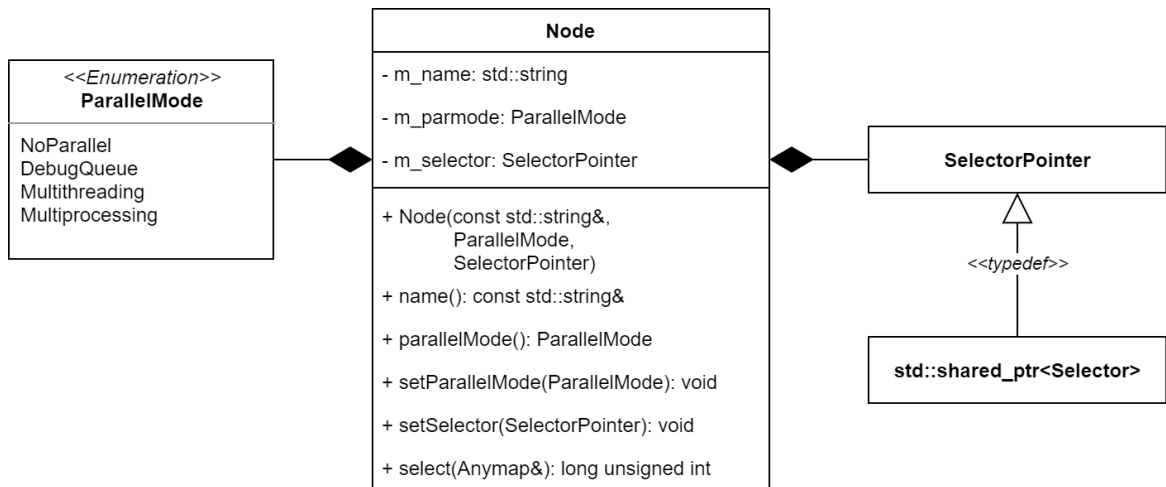 <<Enumeration>>
ParallelMode
NoParallel
DebugQueue
Multithreading
Multiprocessing
Node
- m_name: std::string
- m_parmode: ParallelMode
- m_selector: SelectorPointer
+ Node(const std::string&,
ParallelMode,
SelectorPointer)
+ name(): const std::string&
+ parallelMode(): ParallelMode
+ setParallelMode(ParallelMode): void
+ setSelector(SelectorPointer): void
+ select(Anymap&): long unsigned int
SelectorPointer
<<typedef>>
std::shared_ptr<Selector>